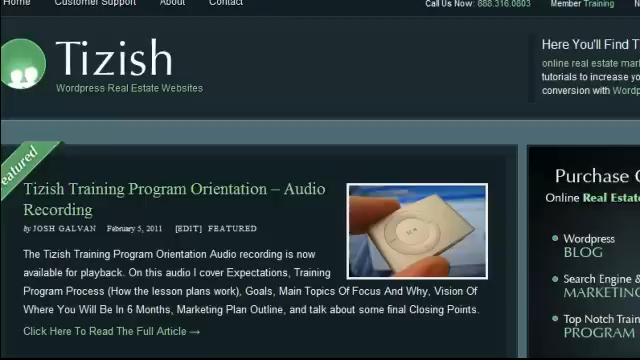 Home Customer Support About Contact
Call Us Now: 888.316.0803 Member Training
Tizish
Wordpress Real Estate Websites
Here You'll Find T
online real estate mark
tutorials to increase yo
conversion with Wordp
eatured
Tizish Training Program Orientation – Audio
Recording
by JOSH GALVAN February 5, 2011 [EDIT] FEATURED
The Tizish Training Program Orientation Audio recording is now
available for playback. On this audio I cover Expectations, Training
Program Process (How the lesson plans work), Goals, Main Topics Of Focus And Why, Vision Of
Where You Will Be In 6 Months, Marketing Plan Outline, and talk about some final Closing Points.
Click Here To Read The Full Article →
Purchase O
Online Real Estate
Wordpress
BLOG
Search Engine &
MARKETING
Top Notch Train
PROGRAM